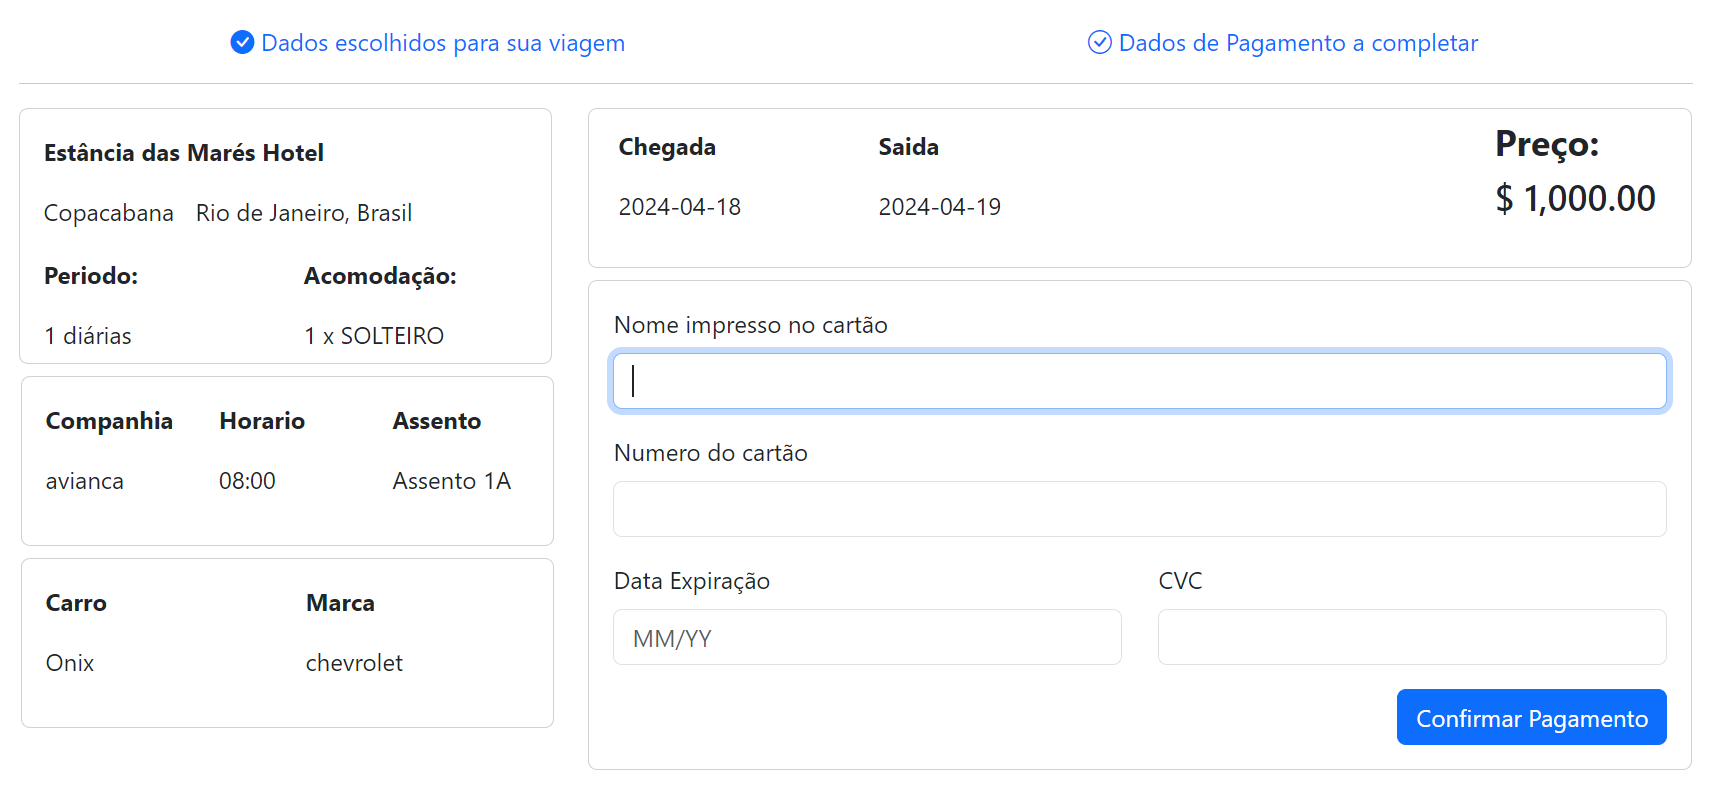 Dados escolhidos para sua viagem
Dados de Pagamento a completar
Estância das Marés Hotel
Copacabana Rio de Janeiro, Brasil
Periodo: Acomodação:
1 diárias 1 x SOLTEIRO
Companhia Horario Assento
avianca 08:00 Assento 1A
Carro Marca
Onix chevrolet
Chegada Saida
2024-04-18 2024-04-19
Preço:
$ 1,000.00
Nome impresso no cartão
Numero do cartão
Data Expiração CVC
MM/YY
Confirmar Pagamento